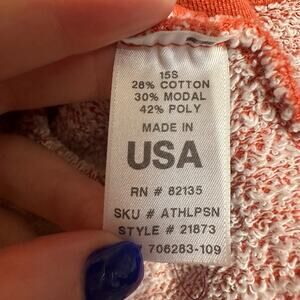 15S
28% COTTON
30% MODAL
42% POLY
MADE IN
USA
RN # 82135
SKU # ATHLPSN
STYLE # 21873
706283-109